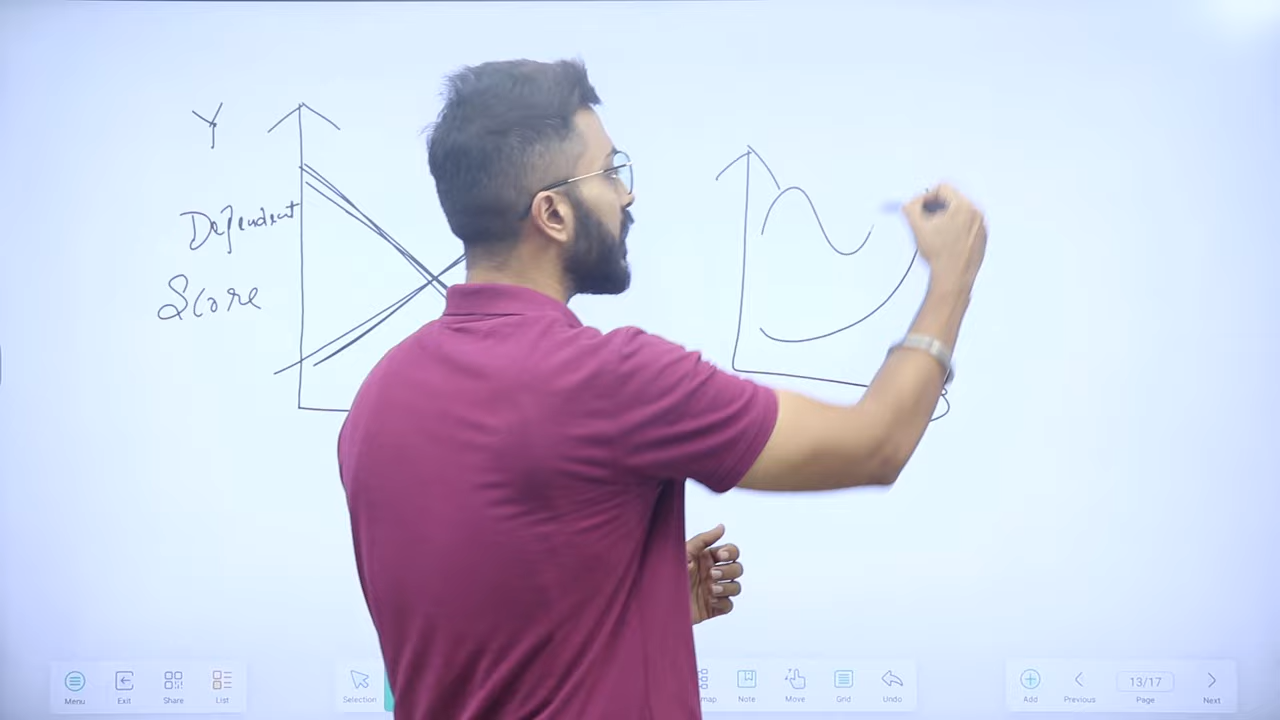 Y
Dependent
Score
Menu
Exit
Share
List
Selection
Note
Move
Grid
Undo
Add
Previous
13/17
Page
Next